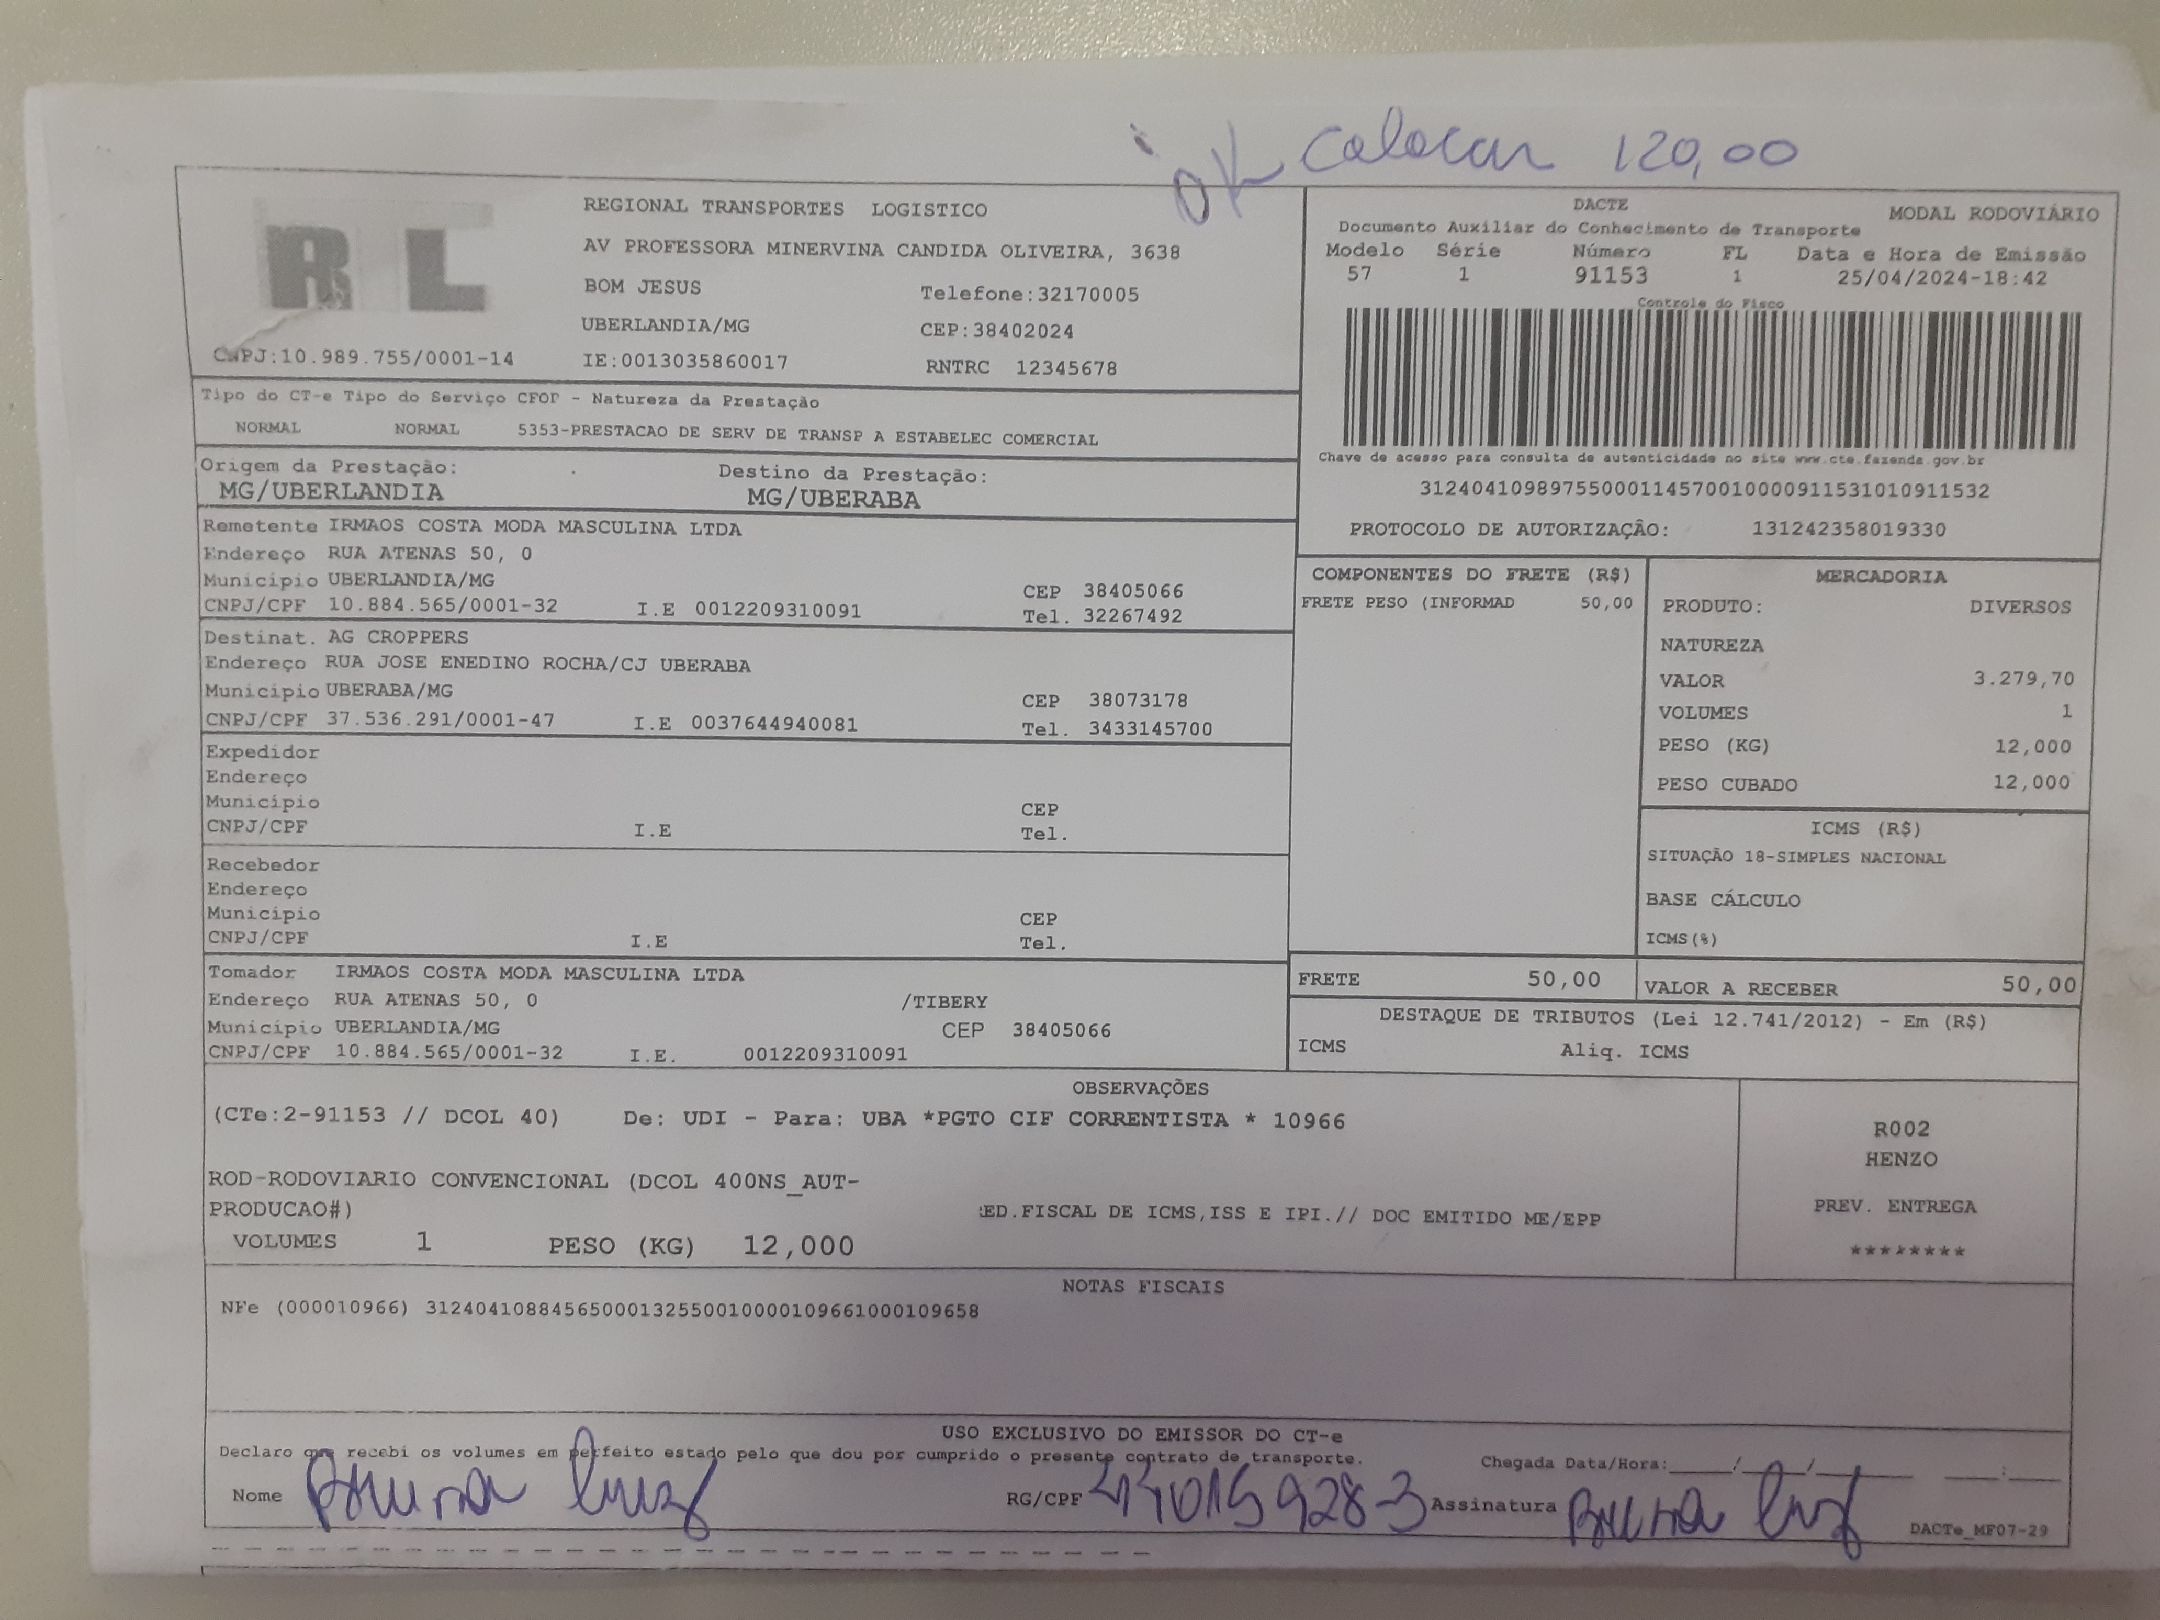 OK Colocar 120,00
RL
REGIONAL TRANSPORTES LOGISTICO
AV PROFESSORA MINERVINA CANDIDA OLIVEIRA, 3638
BOM JESUS Telefone:32170005
UBERLANDIA/MG CEP:38402024
CNPJ:10.989.755/0001-14 IE:0013035860017 RNTRC 12345678
DACTE MODAL RODOVIÁRIO
Documento Auxiliar do Conhecimento de Transporte
Modelo Série Número FL Data e Hora de Emissão
57 1 91153 1 25/04/2024-18:42
Controle do Fisco
Chave de acesso para consulta de autenticidade no site www.cte.fazenda.gov.br
31240410989755000114570010000911531010911532
PROTOCOLO DE AUTORIZAÇÃO: 131242358019330
Tipo do CT-e Tipo do Serviço CFOP - Natureza da Prestação
NORMAL NORMAL 5353-PRESTACAO DE SERV DE TRANSP A ESTABELEC COMERCIAL
Origem da Prestação: Destino da Prestação:
MG/UBERLANDIA MG/UBERABA
Remetente IRMAOS COSTA MODA MASCULINA LTDA
Endereço RUA ATENAS 50, 0
Município UBERLANDIA/MG CEP 38405066
CNPJ/CPF 10.884.565/0001-32 I.E 0012209310091 Tel. 32267492
Destinat. AG CROPPERS
Endereço RUA JOSE ENEDINO ROCHA/CJ UBERABA
Município UBERABA/MG CEP 38073178
CNPJ/CPF 37.536.291/0001-47 I.E 0037644940081 Tel. 3433145700
Expedidor
Endereço
Município CEP
CNPJ/CPF I.E Tel.
Recebedor
Endereço
Município CEP
CNPJ/CPF I.E Tel.
Tomador IRMAOS COSTA MODA MASCULINA LTDA
Endereço RUA ATENAS 50, 0 /TIBERY
Município UBERLANDIA/MG CEP 38405066
CNPJ/CPF 10.884.565/0001-32 I.E. 0012209310091
COMPONENTES DO FRETE (R$)
FRETE PESO (INFORMAD 50,00
MERCADORIA
PRODUTO: DIVERSOS
NATUREZA
VALOR 3.279,70
VOLUMES 1
PESO (KG) 12,000
PESO CUBADO 12,000
ICMS (R$)
SITUAÇÃO 18-SIMPLES NACIONAL
BASE CÁLCULO
ICMS(%)
FRETE 50,00 VALOR A RECEBER 50,00
DESTAQUE DE TRIBUTOS (Lei 12.741/2012) - Em (R$)
ICMS Aliq. ICMS
OBSERVAÇÕES
(CTe:2-91153 // DCOL 40) De: UDI - Para: UBA *PGTO CIF CORRENTISTA * 10966
ROD-RODOVIARIO CONVENCIONAL (DCOL 400NS_AUT-
PRODUCAO#) ED.FISCAL DE ICMS,ISS E IPI.// DOC EMITIDO ME/EPP
VOLUMES 1 PESO (KG) 12,000
R002
HENZO
PREV. ENTREGA
********
NOTAS FISCAIS
NFe (000010966) 31240410884565000132550010000109661000109658
USO EXCLUSIVO DO EMISSOR DO CT-e
Declaro que recebi os volumes em perfeito estado pelo que dou por cumprido o presente contrato de transporte. Chegada Data/Hora:____/____/____ ____:____
Nome Bruna Luz RG/CPF Assinatura Bruna Luz
DACTe_MF07-29